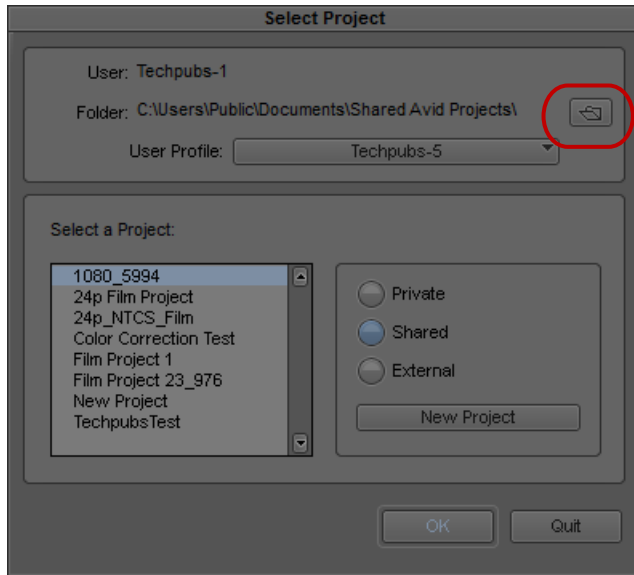 Select Project
User: Techpubs-1
Folder: C:\Users\Public\Documents\Shared Avid Projects\
User Profile: Techpubs-5
Select a Project:
1080_5994
24p Film Project
24p_NTCS_Film
Color Correction Test
Film Project 1
Film Project 23_976
New Project
TechpubsTest
Private
Shared
External
New Project
OK
Quit